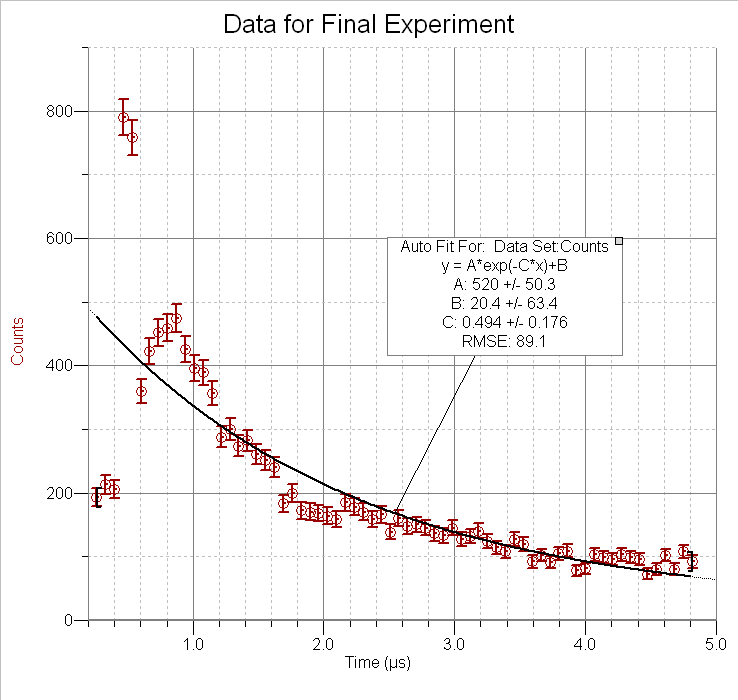 Data for Final Experiment
800
600
400
200
0
Counts
Auto Fit For: Data Set:Counts
y = A*exp(-C*x)+B
A: 520 +/- 50.3
B: 20.4 +/- 63.4
C: 0.494 +/- 0.176
RMSE: 89.1
1.0 2.0 3.0 4.0 5.0
Time (µs)